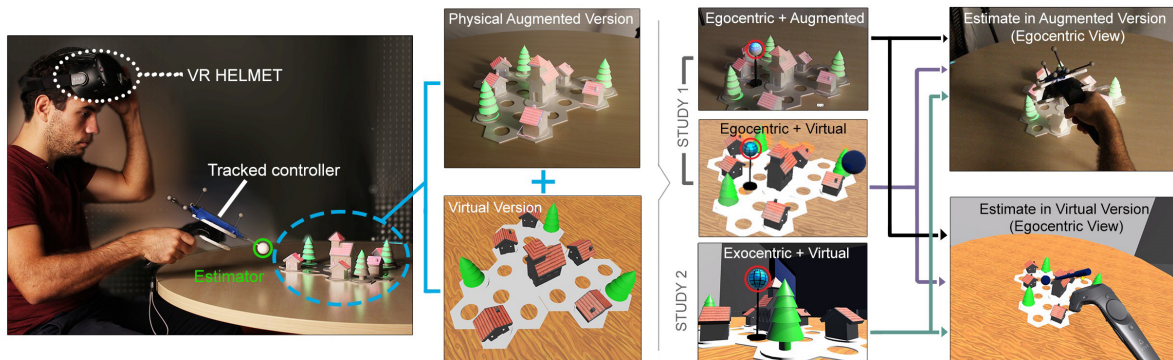 VR HELMET
Tracked controller
Estimator
Physical Augmented Version
Virtual Version
STUDY 1
STUDY 2
Egocentric + Augmented
Egocentric + Virtual
Exocentric + Virtual
Estimate in Augmented Version
(Egocentric View)
Estimate in Virtual Version
(Egocentric View)